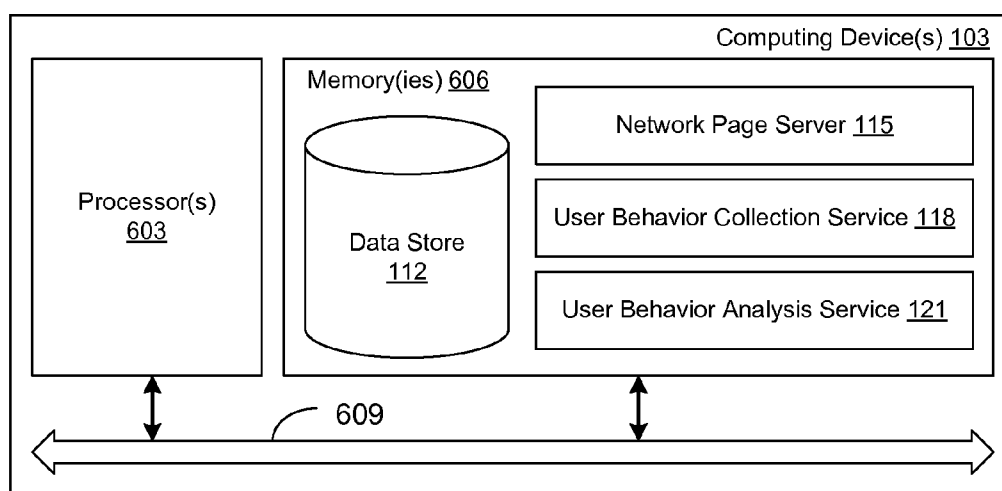 Computing Device(s) 103
Processor(s)
603
Memory(ies) 606
Data Store
112
Network Page Server 115
User Behavior Collection Service 118
User Behavior Analysis Service 121
609